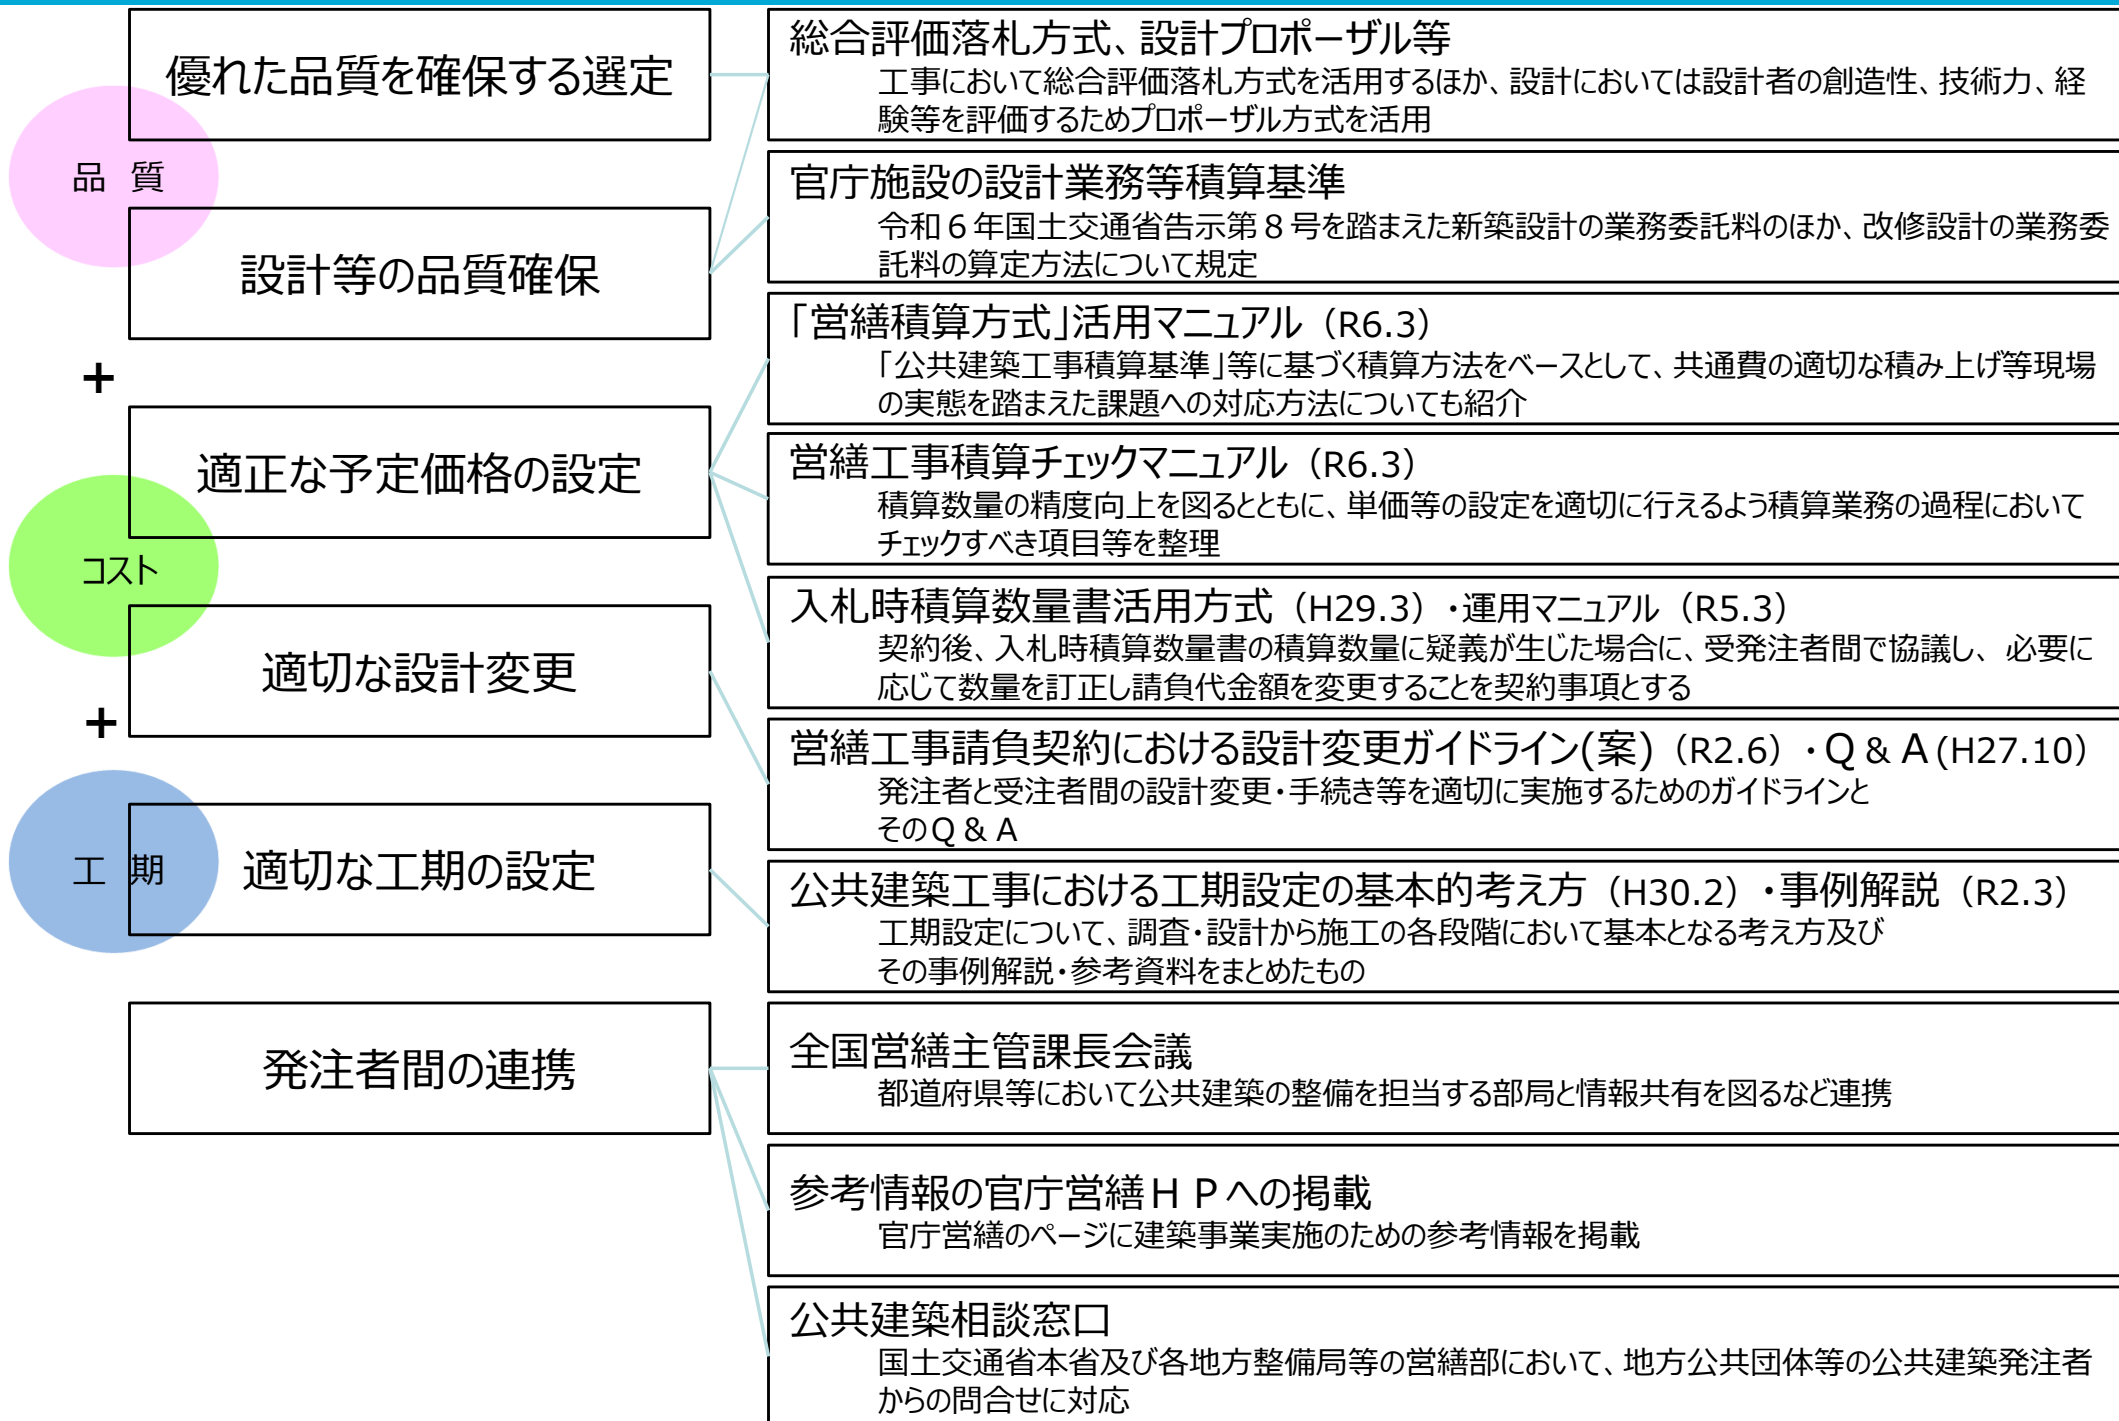 優れた品質を確保する選定
品　質
設計等の品質確保
+
適正な予定価格の設定
コスト
適切な設計変更
+
工　期
適切な工期の設定
発注者間の連携
総合評価落札方式、設計プロポーザル等
工事において総合評価落札方式を活用するほか、設計においては設計者の創造性、技術力、経
験等を評価するためプロポーザル方式を活用
官庁施設の設計業務等積算基準
令和６年国土交通省告示第８号を踏まえた新築設計の業務委託料のほか、改修設計の業務委
託料の算定方法について規定
「営繕積算方式」活用マニュアル（R6.3）
「公共建築工事積算基準」等に基づく積算方法をベースとして、共通費の適切な積み上げ等現場
の実態を踏まえた課題への対応方法についても紹介
営繕工事積算チェックマニュアル（R6.3）
積算数量の精度向上を図るとともに、単価等の設定を適切に行えるよう積算業務の過程において
チェックすべき項目等を整理
入札時積算数量書活用方式（H29.3）・運用マニュアル（R5.3）
契約後、入札時積算数量書の積算数量に疑義が生じた場合に、受発注者間で協議し、必要に
応じて数量を訂正し請負代金額を変更することを契約事項とする
営繕工事請負契約における設計変更ガイドライン(案)（R2.6）・Ｑ＆Ａ(H27.10）
発注者と受注者間の設計変更・手続き等を適切に実施するためのガイドラインと
そのＱ＆Ａ
公共建築工事における工期設定の基本的考え方（H30.2）・事例解説（R2.3）
工期設定について、調査・設計から施工の各段階において基本となる考え方及び
その事例解説・参考資料をまとめたもの
全国営繕主管課長会議
都道府県等において公共建築の整備を担当する部局と情報共有を図るなど連携
参考情報の官庁営繕ＨＰへの掲載
官庁営繕のページに建築事業実施のための参考情報を掲載
公共建築相談窓口
国土交通省本省及び各地方整備局等の営繕部において、地方公共団体等の公共建築発注者
からの問合せに対応